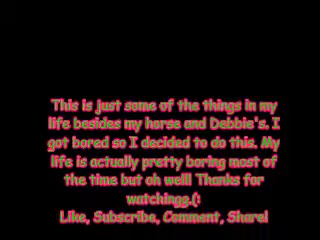 This is just some of the things in my
life besides my horse and Debbie's. I
got bored so I decided to do this. My
life is actually pretty boring most of
the time but oh well! Thanks for
watchingg.(:
Like, Subscribe, Comment, Share!